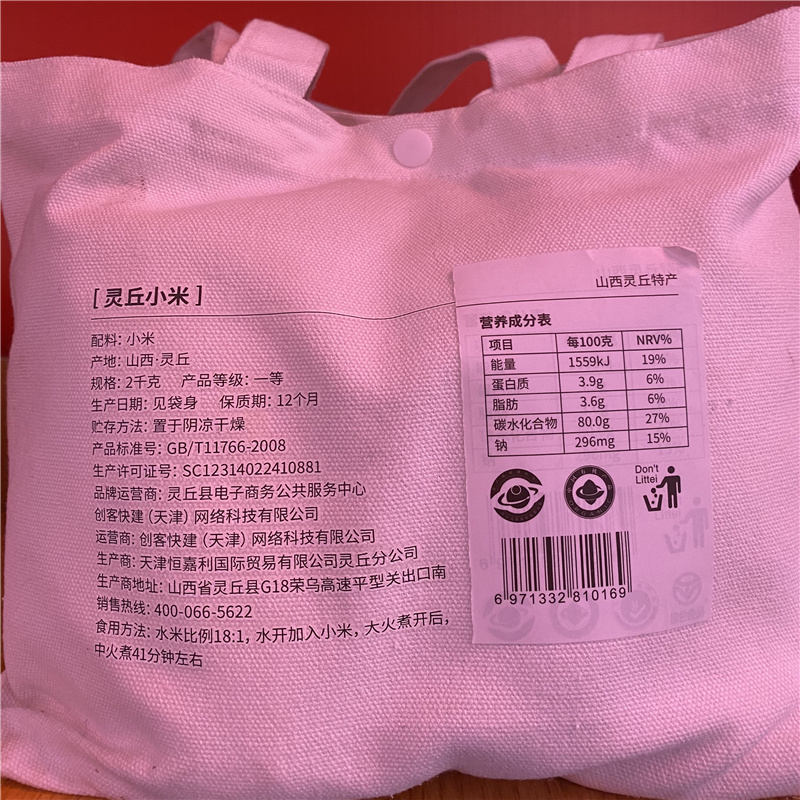 [ 灵丘小米 ]
配料: 小米
产地: 山西·灵丘
规格: 2千克 产品等级: 一等
生产日期: 见袋身 保质期: 12个月
贮存方法: 置于阴凉干燥
产品标准号: GB/T11766-2008
生产许可证号: SC12314022410881
品牌运营商: 灵丘县电子商务公共服务中心
创客快建（天津）网络科技有限公司
运营商: 创客快建（天津）网络科技有限公司
生产商: 天津恒嘉利国际贸易有限公司灵丘分公司
生产商地址: 山西省灵丘县G18荣乌高速平型关出口南
销售热线: 400-066-5622
食用方法: 水米比例18:1，水开加入小米，大火煮开后，
中火煮41分钟左右
山西灵丘特产
营养成分表
项目 每100克 NRV%
能量 1559kJ 19%
蛋白质 3.9g 6%
脂肪 3.6g 6%
碳水化合物 80.0g 27%
钠 296mg 15%
Don't
Littei
6 971332 810169